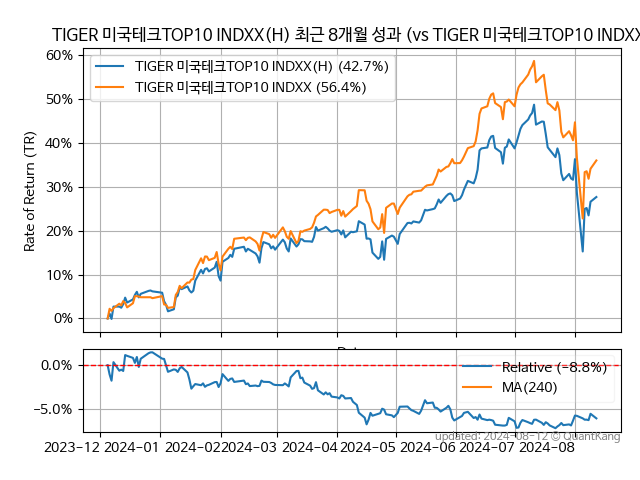 TIGER 미국테크TOP10 INDXX(H) 최근 8개월 성과 (vs TIGER 미국테크TOP10 INDXX
60%
50%
40%
30%
20%
10%
0%
Rate of Return (TR)
TIGER 미국테크TOP10 INDXX(H) (42.7%)
TIGER 미국테크TOP10 INDXX (56.4%)
0.0%
−5.0%
Relative (−8.8%)
MA(240)
2023−12 2024−01 2024−02 2024−03 2024−04 2024−05 2024−06 2024−07 2024−08
updated: 2024−08−12 © QuantKang